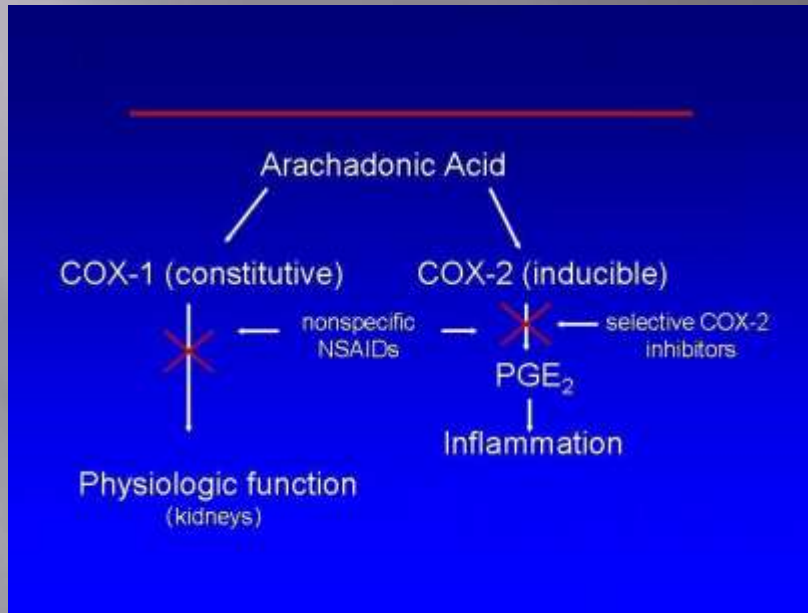 Arachadonic Acid
COX-1 (constitutive)
COX-2 (inducible)
nonspecific
NSAIDs
selective COX-2
inhibitors
PGE₂
Inflammation
Physiologic function
(kidneys)